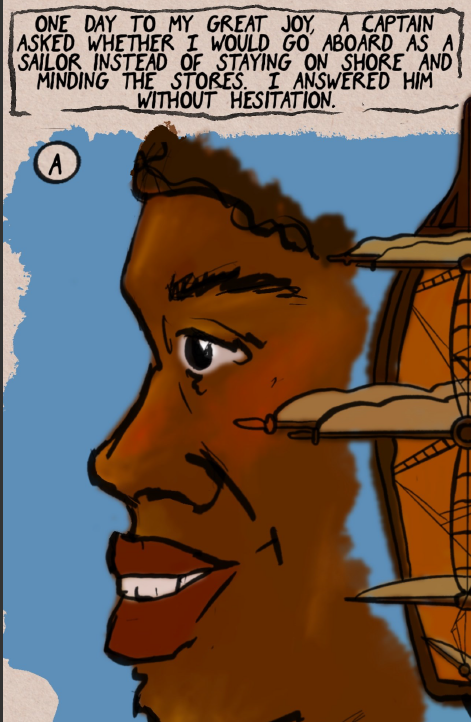 ONE DAY TO MY GREAT JOY, A CAPTAIN
ASKED WHETHER I WOULD GO ABOARD AS A
SAILOR INSTEAD OF STAYING ON SHORE AND
MINDING THE STORES. I ANSWERED HIM
WITHOUT HESITATION.
A